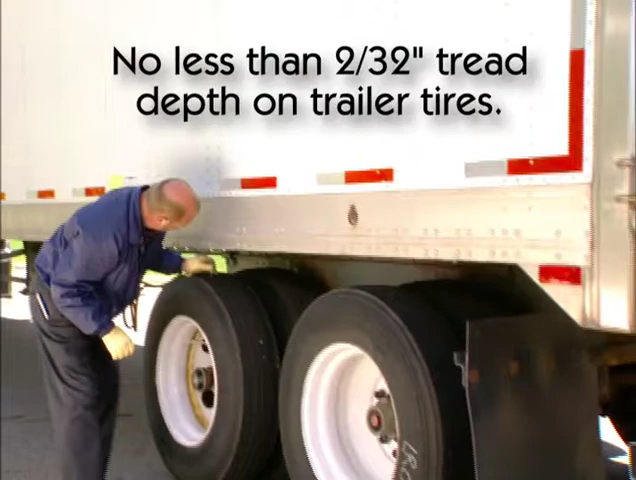 No less than 2/32" tread
depth on trailer tires.